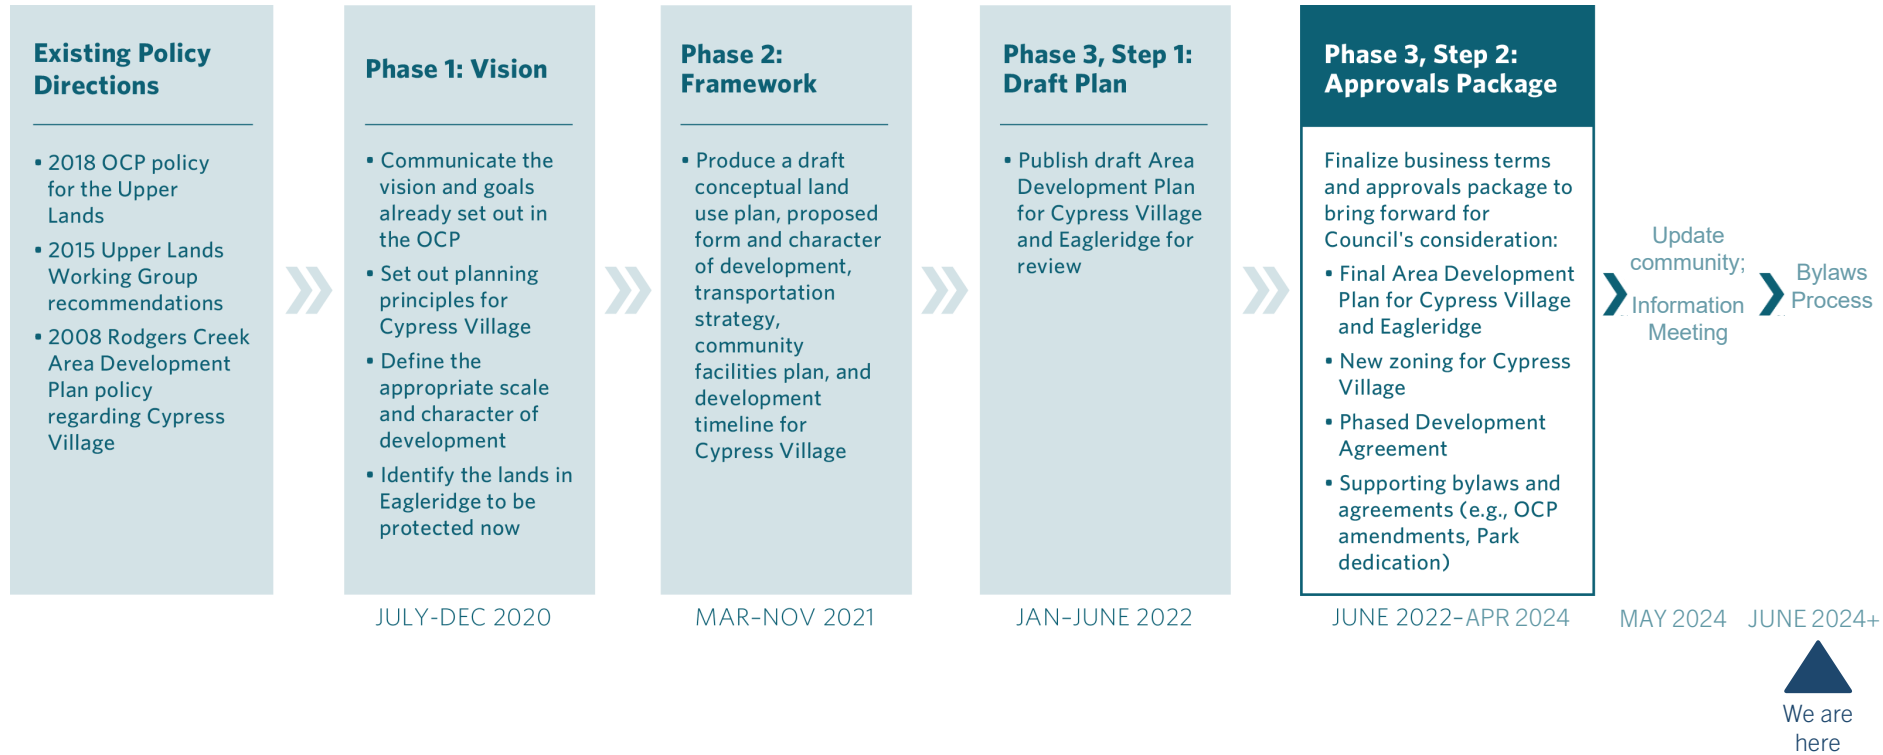 Existing Policy
Directions
▪ 2018 OCP policy
for the Upper
Lands
▪ 2015 Upper Lands
Working Group
recommendations
▪ 2008 Rodgers Creek
Area Development
Plan policy
regarding Cypress
Village
Phase 1: Vision
▪ Communicate the
vision and goals
already set out in
the OCP
▪ Set out planning
principles for
Cypress Village
▪ Define the
appropriate scale
and character of
development
▪ Identify the lands in
Eagleridge to be
protected now
JULY-DEC 2020
Phase 2:
Framework
▪ Produce a draft
conceptual land
use plan, proposed
form and character
of development,
transportation
strategy,
community
facilities plan, and
development
timeline for
Cypress Village
MAR–NOV 2021
Phase 3, Step 1:
Draft Plan
▪ Publish draft Area
Development Plan
for Cypress Village
and Eagleridge for
review
JAN–JUNE 2022
Phase 3, Step 2:
Approvals Package
Finalize business terms
and approvals package to
bring forward for
Council's consideration:
▪ Final Area Development
Plan for Cypress Village
and Eagleridge
▪ New zoning for Cypress
Village
▪ Phased Development
Agreement
▪ Supporting bylaws and
agreements (e.g., OCP
amendments, Park
dedication)
JUNE 2022–APR 2024
Update
community;
Information
Meeting
MAY 2024
Bylaws
Process
JUNE 2024+
We are
here